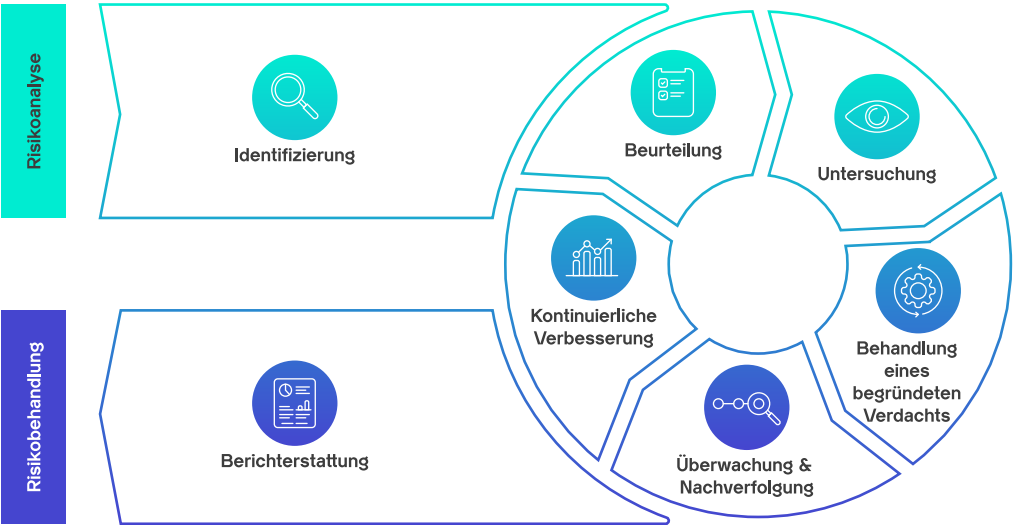 Risikoanalyse
Identifizierung
Beurteilung
Untersuchung
Kontinuierliche
Verbesserung
Behandlung
eines
begründeten
Verdachts
Risikobehandlung
Berichterstattung
Überwachung &
Nachverfolgung